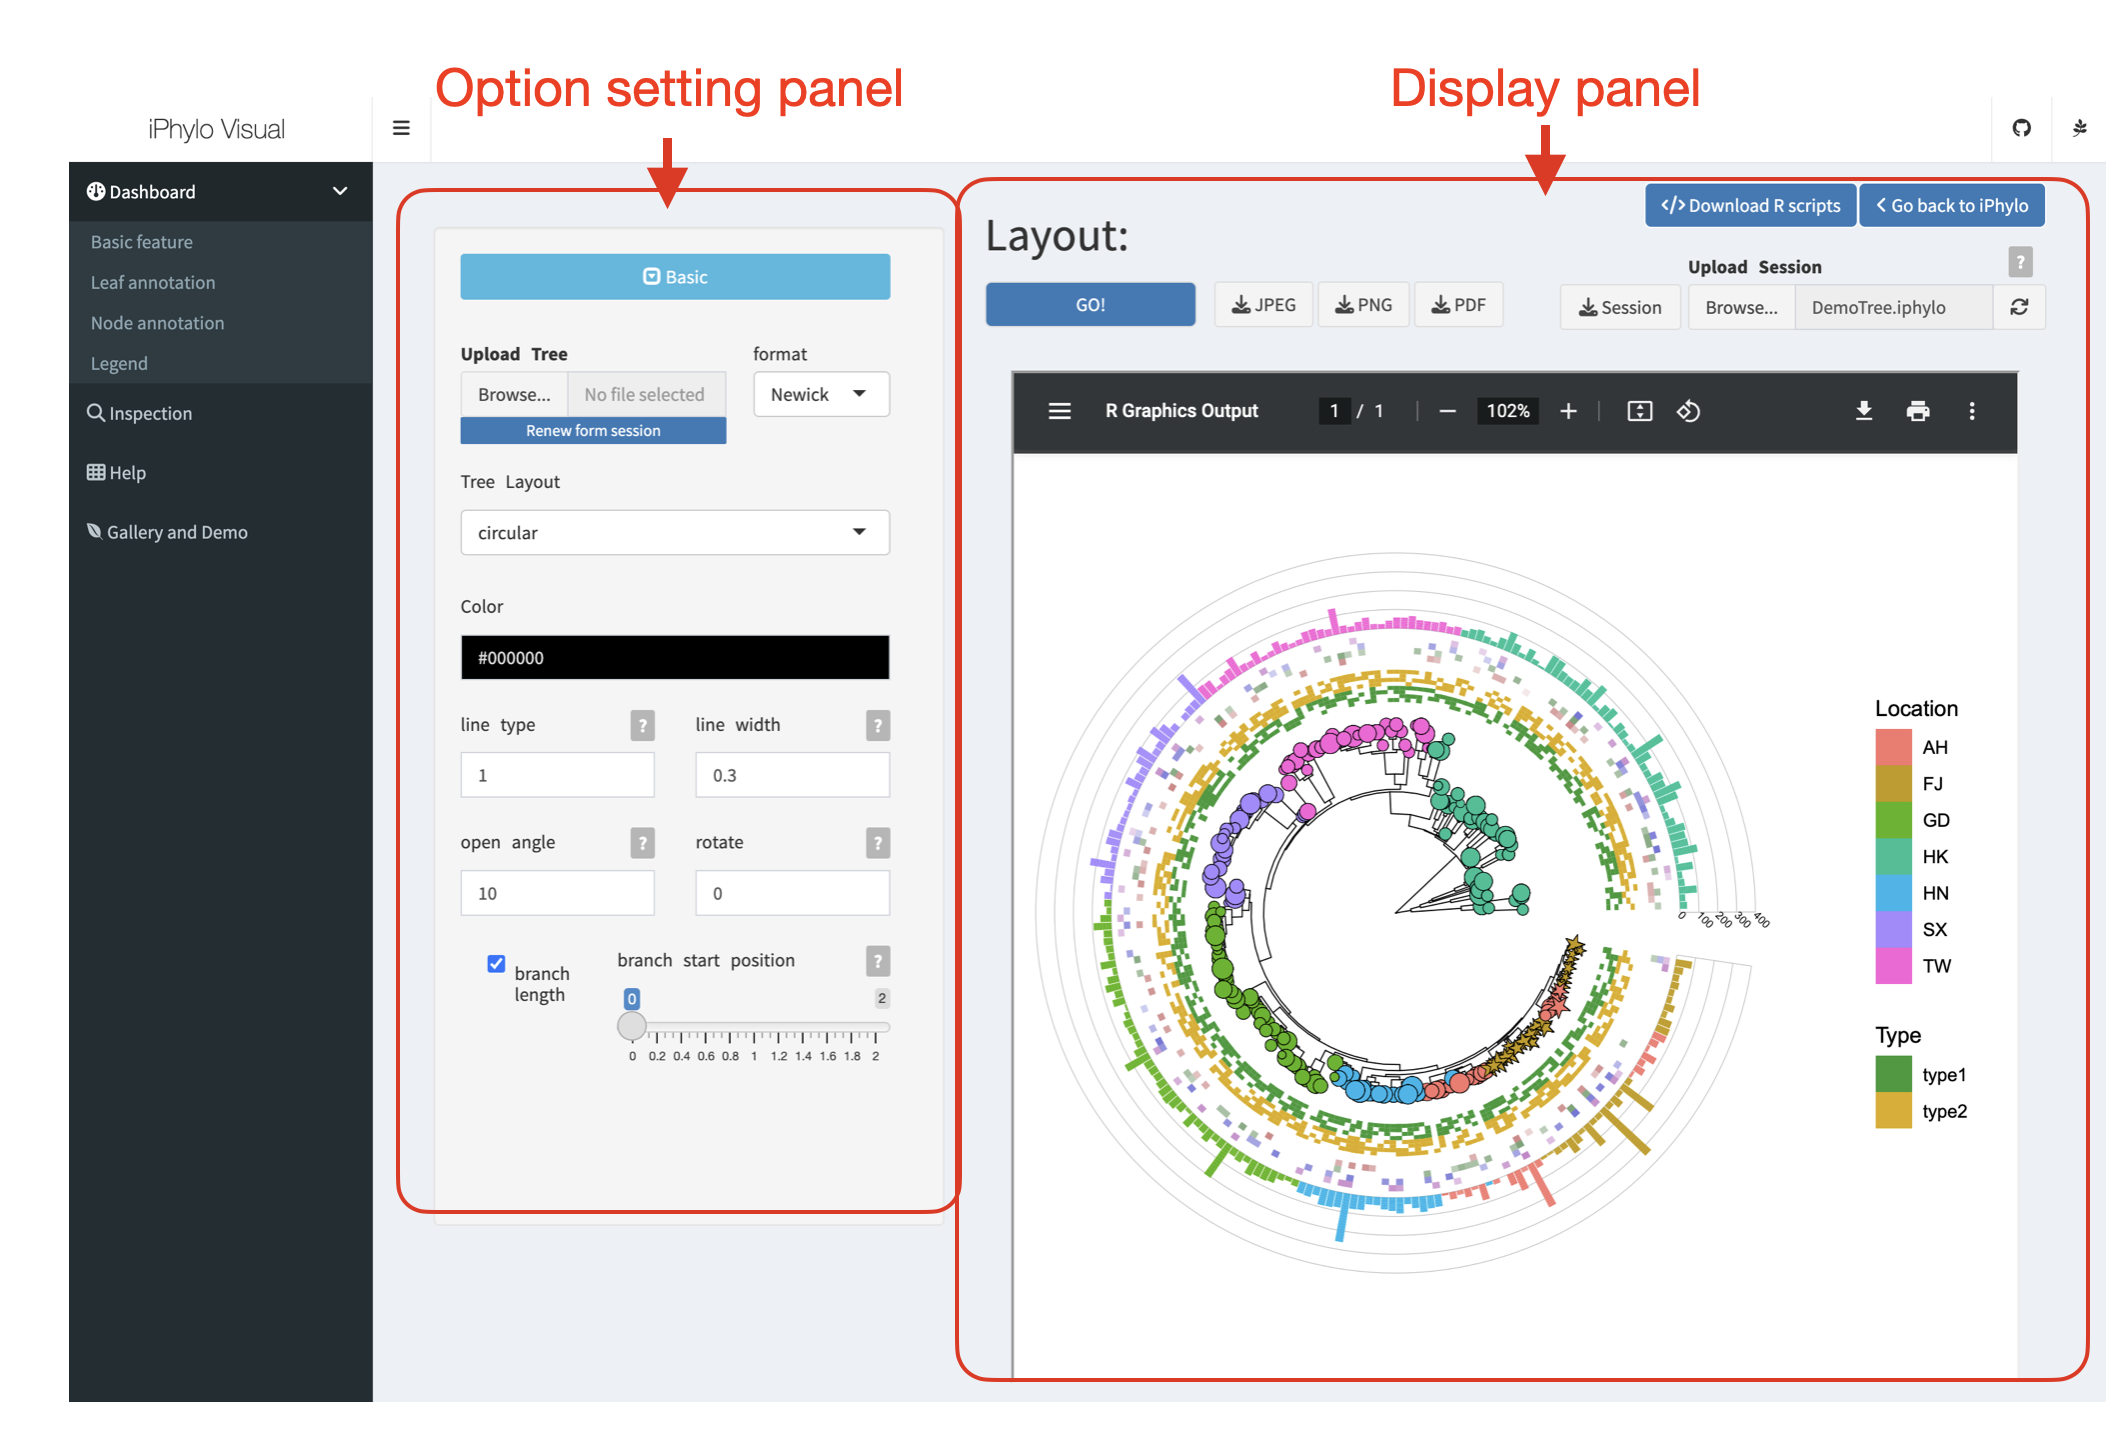 Option setting panel
Display panel
iPhylo Visual
Dashboard
Basic feature
Leaf annotation
Node annotation
Legend
Inspection
Help
Gallery and Demo
Basic
Upload Tree
format
Browse...
No file selected
Newick
Renew form session
Tree Layout
circular
Color
#000000
line type
?
line width
?
1
0.3
open angle
?
rotate
?
10
0
branch length
branch start position
?
0
2
0 0.2 0.4 0.6 0.8 1 1.2 1.4 1.6 1.8 2
</> Download R scripts
< Go back to iPhylo
Layout:
Upload Session
?
GO!
JPEG
PNG
PDF
Session
Browse...
DemoTree.iphylo
R Graphics Output
1 / 1
102%
0 100 200 300 400
Location
AH
FJ
GD
HK
HN
SX
TW
Type
type1
type2